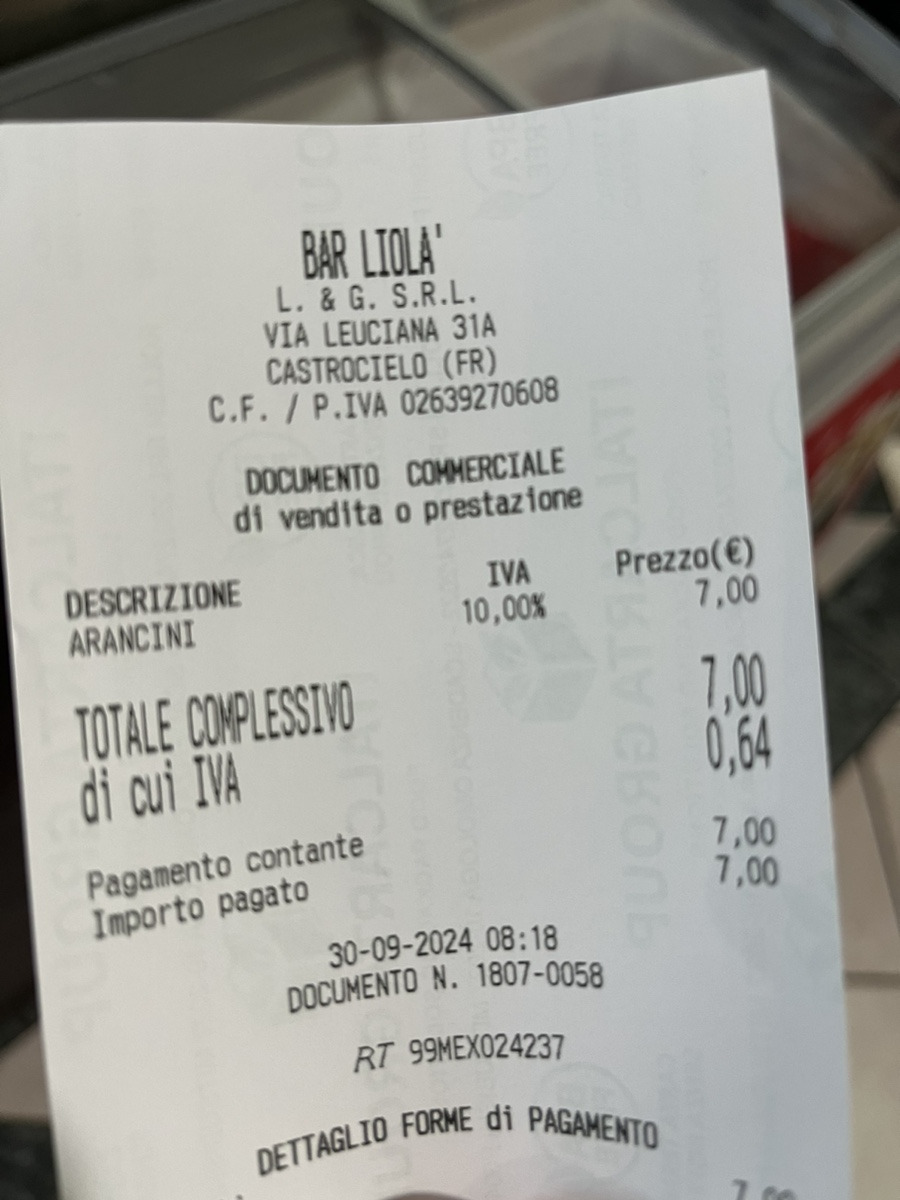 BAR LIOLA'
L. & G. S.R.L.
VIA LEUCIANA 31A
CASTROCIELO (FR)
C.F. / P.IVA 02639270608
DOCUMENTO COMMERCIALE
di vendita o prestazione
DESCRIZIONE IVA Prezzo(€)
ARANCINI 10,00% 7,00
TOTALE COMPLESSIVO 7,00
di cui IVA 0,64
Pagamento contante 7,00
Importo pagato 7,00
30-09-2024 08:18
DOCUMENTO N. 1807-0058
RT 99MEX024237
DETTAGLIO FORME di PAGAMENTO